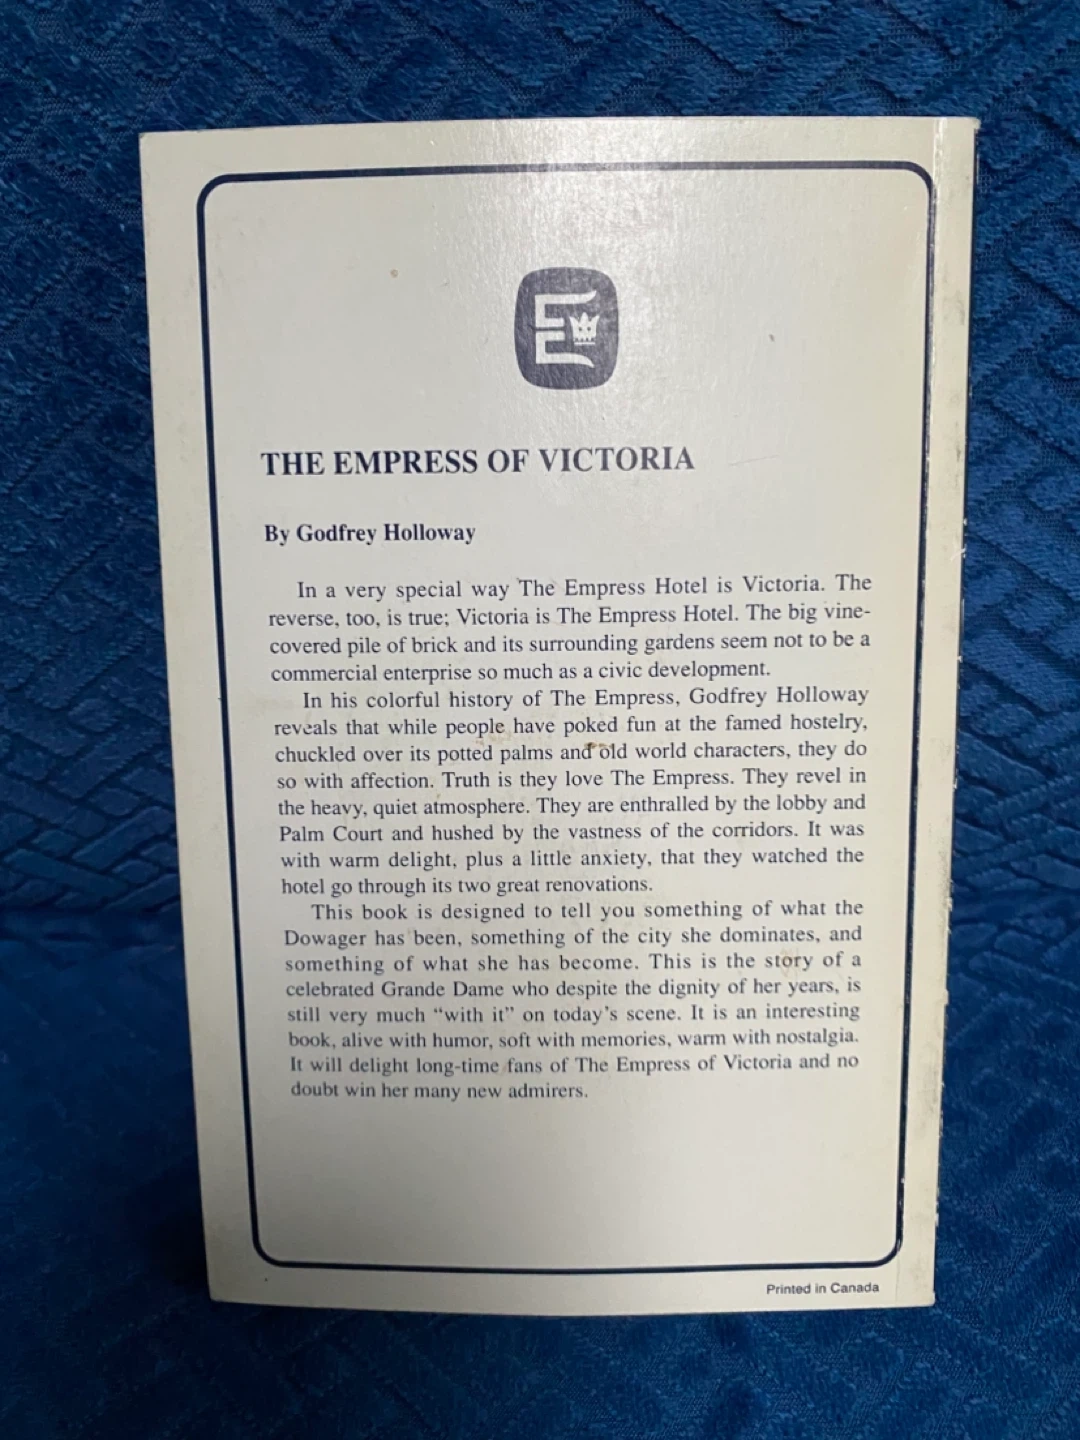 E
THE EMPRESS OF VICTORIA
By Godfrey Holloway
In a very special way The Empress Hotel is Victoria. The
reverse, too, is true; Victoria is The Empress Hotel. The big vine-
covered pile of brick and its surrounding gardens seem not to be a
commercial enterprise so much as a civic development.
In his colorful history of The Empress, Godfrey Holloway
reveals that while people have poked fun at the famed hostelry,
chuckled over its potted palms and old world characters, they do
so with affection. Truth is they love The Empress. They revel in
the heavy, quiet atmosphere. They are enthralled by the lobby and
Palm Court and hushed by the vastness of the corridors. It was
with warm delight, plus a little anxiety, that they watched the
hotel go through its two great renovations.
This book is designed to tell you something of what the
Dowager has been, something of the city she dominates, and
something of what she has become. This is the story of a
celebrated Grande Dame who despite the dignity of her years, is
still very much “with it” on today’s scene. It is an interesting
book, alive with humor, soft with memories, warm with nostalgia.
It will delight long-time fans of The Empress of Victoria and no
doubt win her many new admirers.
Printed in Canada